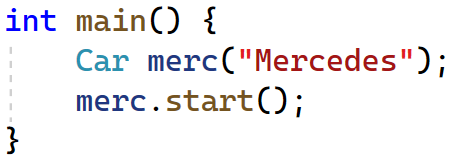 int main() {
    Car merc("Mercedes");
    merc.start();
}